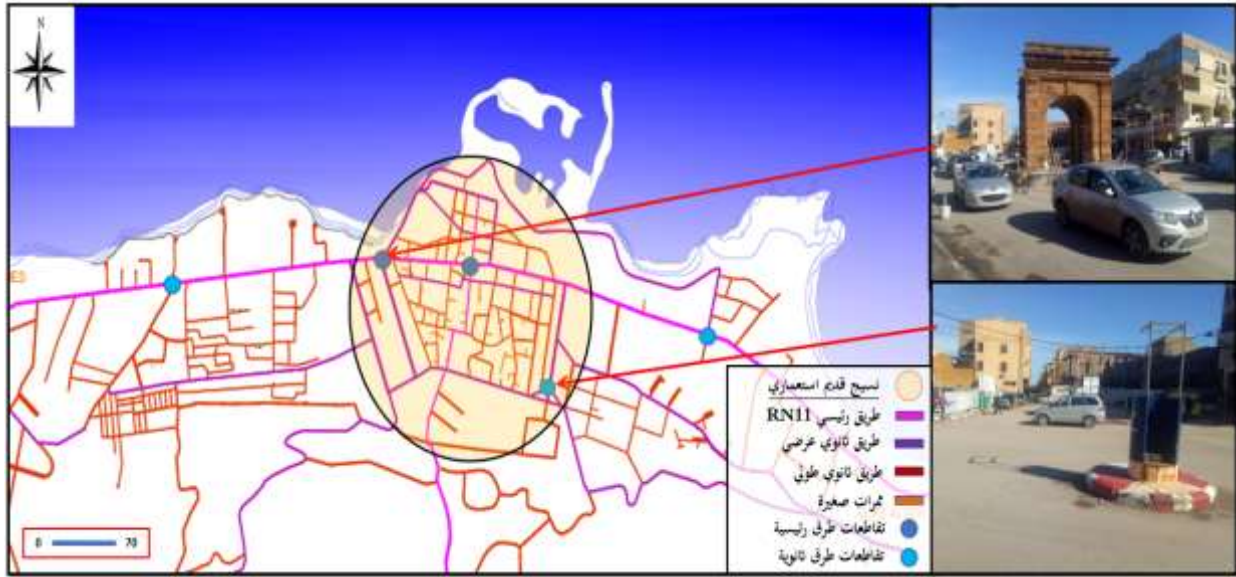 N
نسيج قديم استعماري
طريق رئيسي RN11
طريق ثانوي عرضي
طريق ثانوي طولي
ممرات صغيرة
تقاطعات طرق رئيسية
تقاطعات طرق ثانوية
0 70